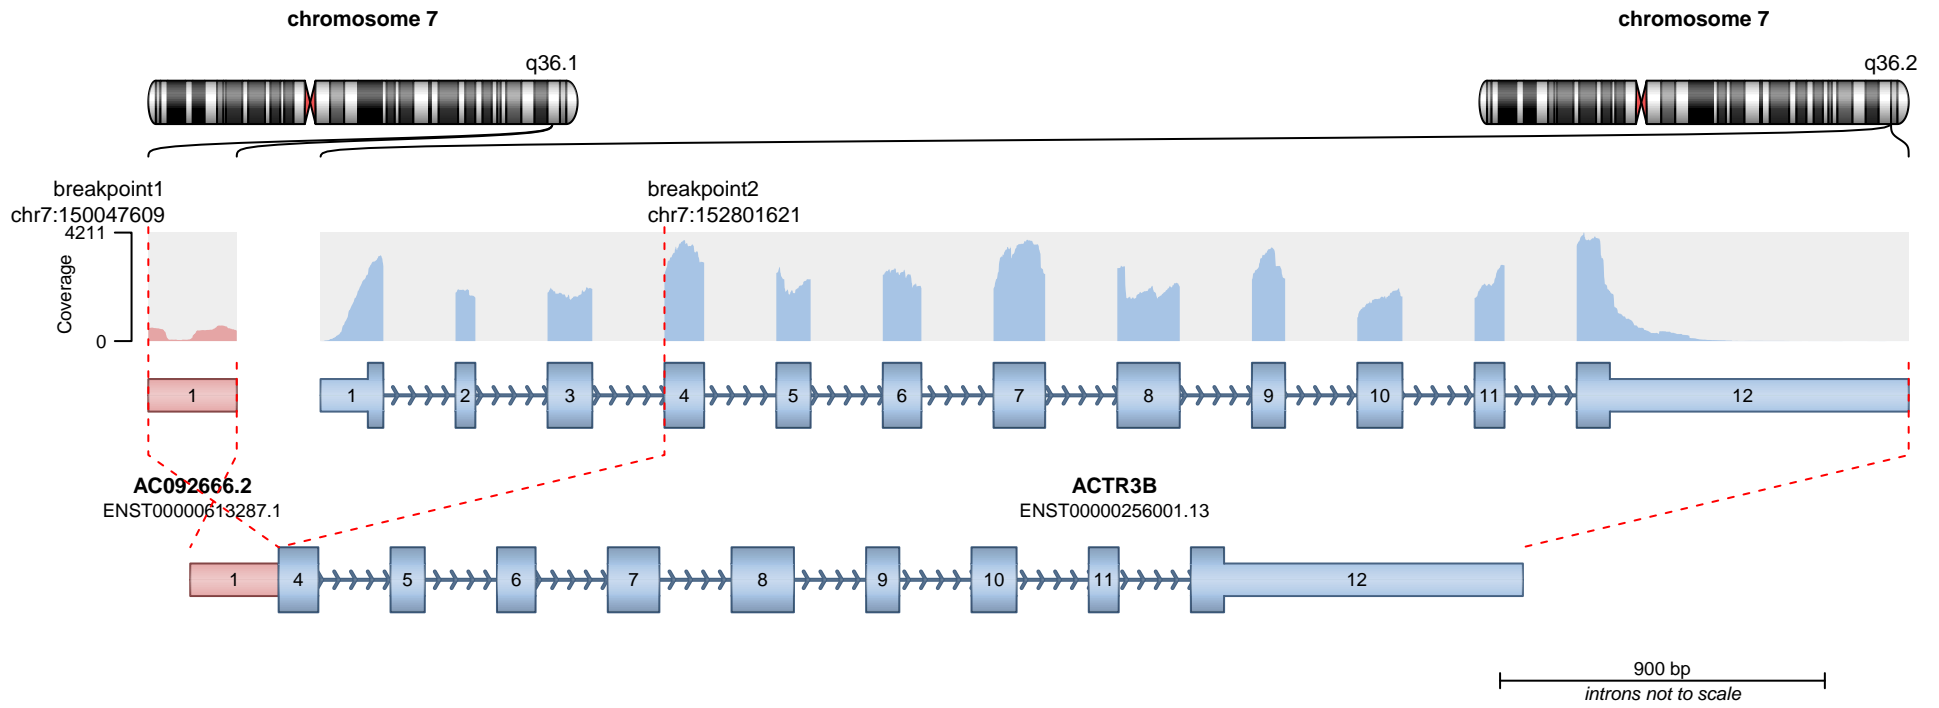 chromosome 7
chromosome 7
q36.1
q36.2
breakpoint1
chr7:150047609
breakpoint2
chr7:152801621
4211
Coverage
0
1
1 2 3 4 5 6 7 8 9 10 11 12
AC092666.2
ENST00000613287.1
ACTR3B
ENST00000256001.13
1 4 5 6 7 8 9 10 11 12
900 bp
introns not to scale